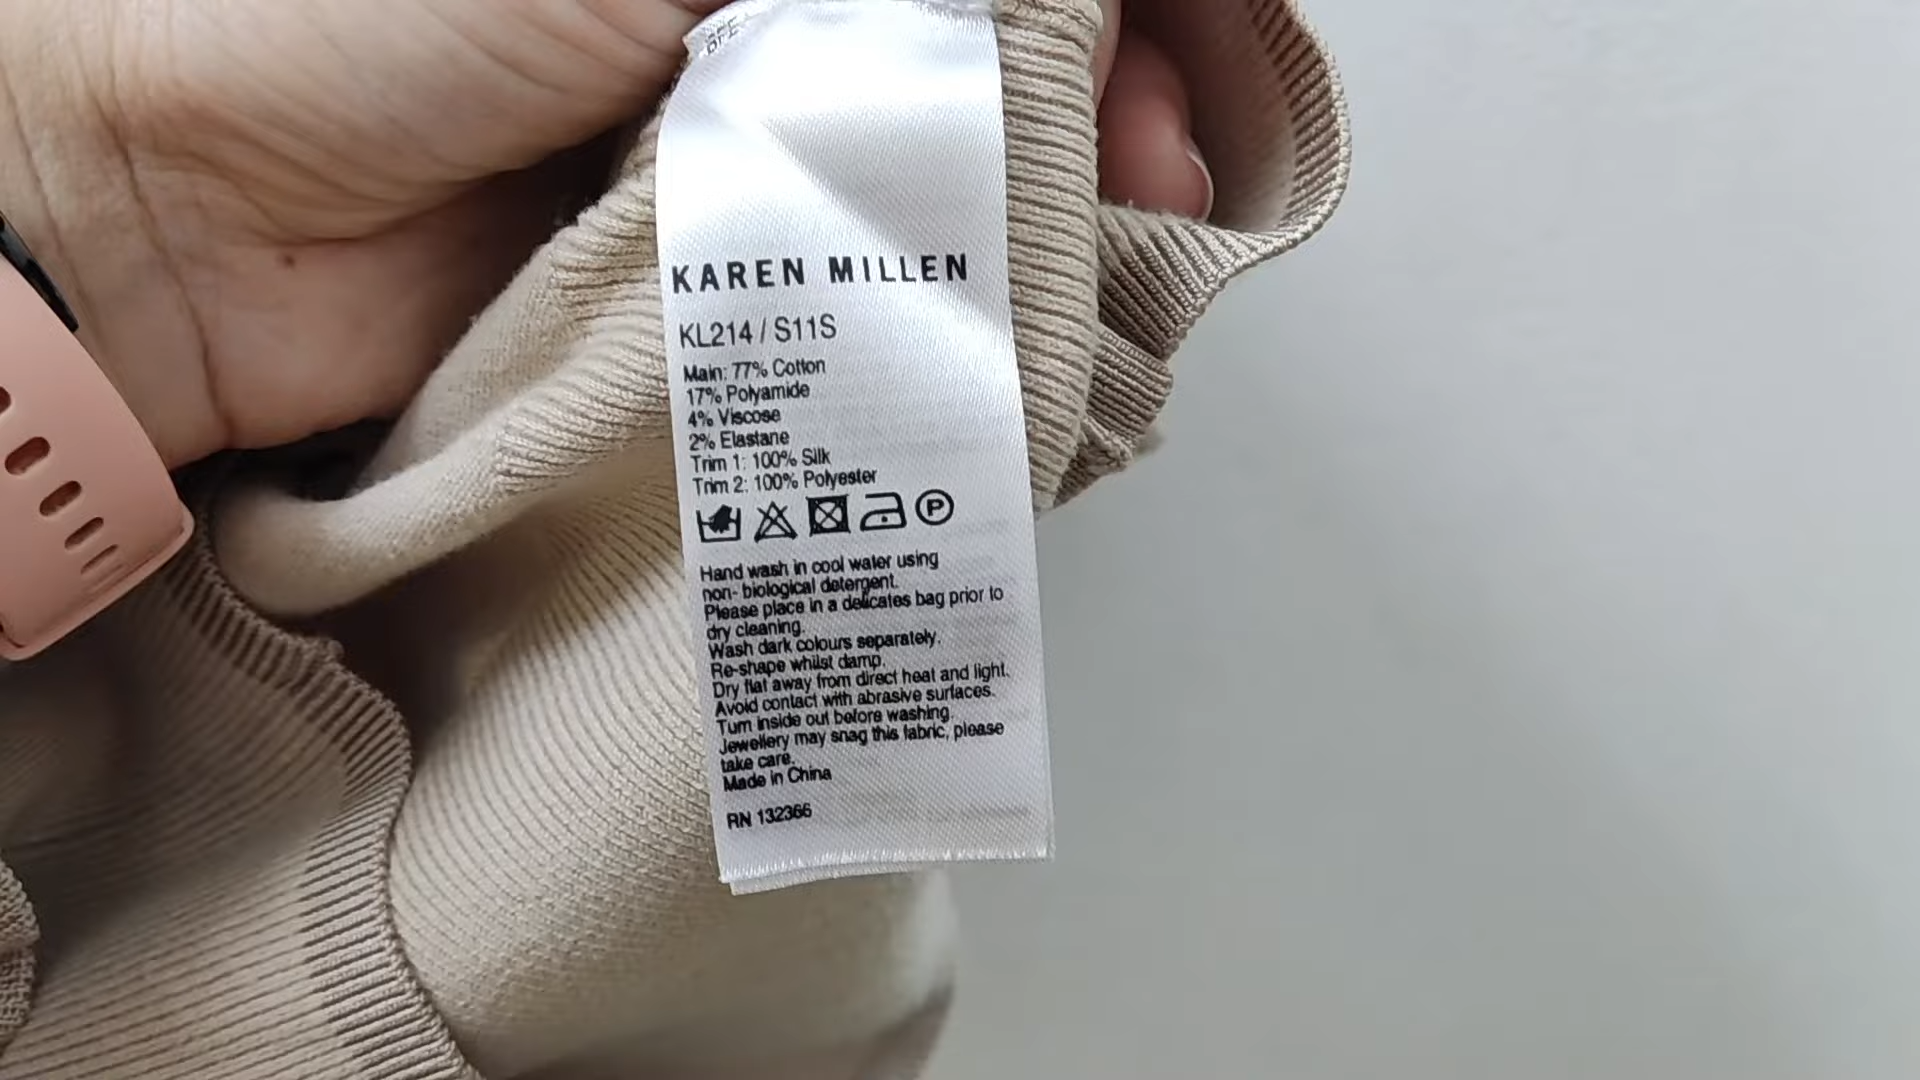 KAREN MILLEN
KL214 / S11S
Main: 77% Cotton
17% Polyamide
4% Viscose
2% Elastane
Trim 1: 100% Silk
Trim 2: 100% Polyester
P
Hand wash in cool water using
non- biological detergent.
Please place in a delicates bag prior to
dry cleaning.
Wash dark colours separately.
Re-shape whilst damp.
Dry flat away from direct heat and light.
Avoid contact with abrasive surfaces.
Turn inside out before washing.
Jewellery may snag this fabric, please
take care.
Made in China
RN 132366